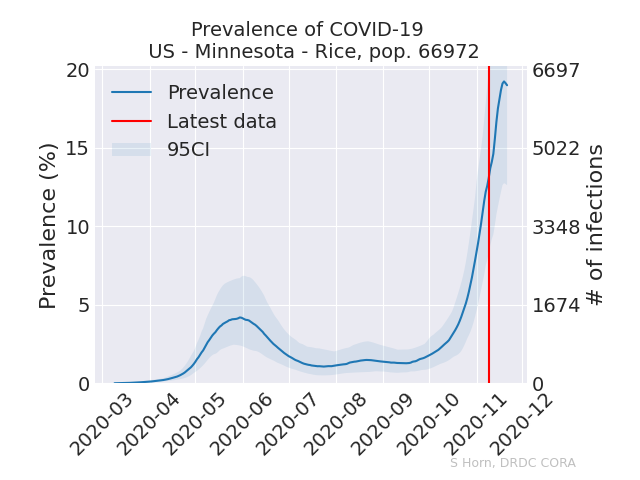 Prevalence of COVID-19
US - Minnesota - Rice, pop. 66972
Prevalence
Latest data
95CI
Prevalence (%)
20
15
10
5
0
6697
5022
3348
1674
0
# of infections
2020-03
2020-04
2020-05
2020-06
2020-07
2020-08
2020-09
2020-10
2020-11
2020-12
S Horn, DRDC CORA